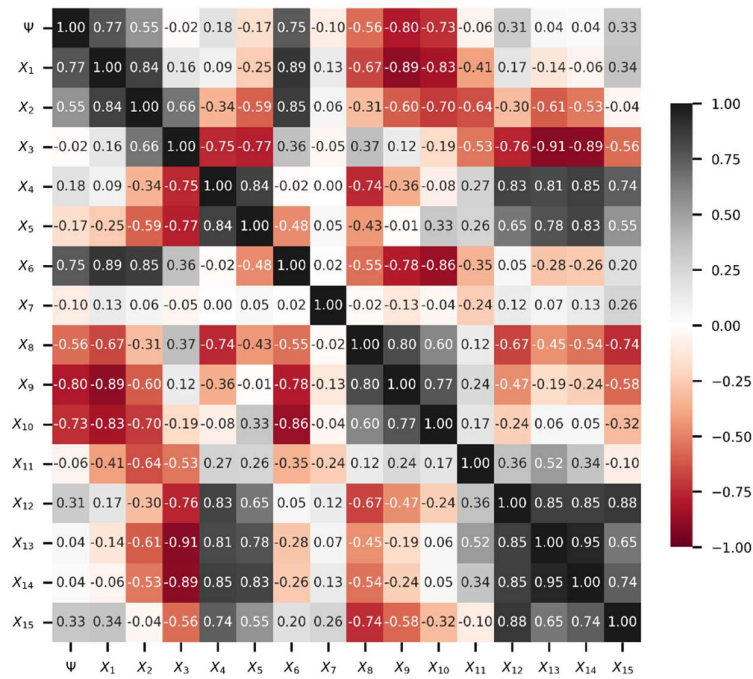 Ψ 1.00 0.77 0.55 -0.02 0.18 -0.17 0.75 -0.10 -0.56 -0.80 -0.73 -0.06 0.31 0.04 0.04 0.33
X1 0.77 1.00 0.84 0.16 0.09 -0.25 0.89 0.13 -0.67 -0.89 -0.83 -0.41 0.17 -0.14 -0.06 0.34
X2 0.55 0.84 1.00 0.66 -0.34 -0.59 0.85 0.06 -0.31 -0.60 -0.70 -0.64 -0.30 -0.61 -0.53 -0.04
X3 -0.02 0.16 0.66 1.00 -0.75 -0.77 0.36 -0.05 0.37 0.12 -0.19 -0.53 -0.76 -0.91 -0.89 -0.56
X4 0.18 0.09 -0.34 -0.75 1.00 0.84 -0.02 0.00 -0.74 -0.36 -0.08 0.27 0.83 0.81 0.85 0.74
X5 -0.17 -0.25 -0.59 -0.77 0.84 1.00 -0.48 0.05 -0.43 -0.01 0.33 0.26 0.65 0.78 0.83 0.55
X6 0.75 0.89 0.85 0.36 -0.02 -0.48 1.00 0.02 -0.55 -0.78 -0.86 -0.35 0.05 -0.28 -0.26 0.20
X7 -0.10 0.13 0.06 -0.05 0.00 0.05 0.02 1.00 -0.02 -0.13 -0.04 -0.24 0.12 0.07 0.13 0.26
X8 -0.56 -0.67 -0.31 0.37 -0.74 -0.43 -0.55 -0.02 1.00 0.80 0.60 0.12 -0.67 -0.45 -0.54 -0.74
X9 -0.80 -0.89 -0.60 0.12 -0.36 -0.01 -0.78 -0.13 0.80 1.00 0.77 0.24 -0.47 -0.19 -0.24 -0.58
X10 -0.73 -0.83 -0.70 -0.19 -0.08 0.33 -0.86 -0.04 0.60 0.77 1.00 0.17 -0.24 0.06 0.05 -0.32
X11 -0.06 -0.41 -0.64 -0.53 0.27 0.26 -0.35 -0.24 0.12 0.24 0.17 1.00 0.36 0.52 0.34 -0.10
X12 0.31 0.17 -0.30 -0.76 0.83 0.65 0.05 0.12 -0.67 -0.47 -0.24 0.36 1.00 0.85 0.85 0.88
X13 0.04 -0.14 -0.61 -0.91 0.81 0.78 -0.28 0.07 -0.45 -0.19 0.06 0.52 0.85 1.00 0.95 0.65
X14 0.04 -0.06 -0.53 -0.89 0.85 0.83 -0.26 0.13 -0.54 -0.24 0.05 0.34 0.85 0.95 1.00 0.74
X15 0.33 0.34 -0.04 -0.56 0.74 0.55 0.20 0.26 -0.74 -0.58 -0.32 -0.10 0.88 0.65 0.74 1.00
Ψ X1 X2 X3 X4 X5 X6 X7 X8 X9 X10 X11 X12 X13 X14 X15
1.00
0.75
0.50
0.25
0.00
−0.25
−0.50
−0.75
−1.00